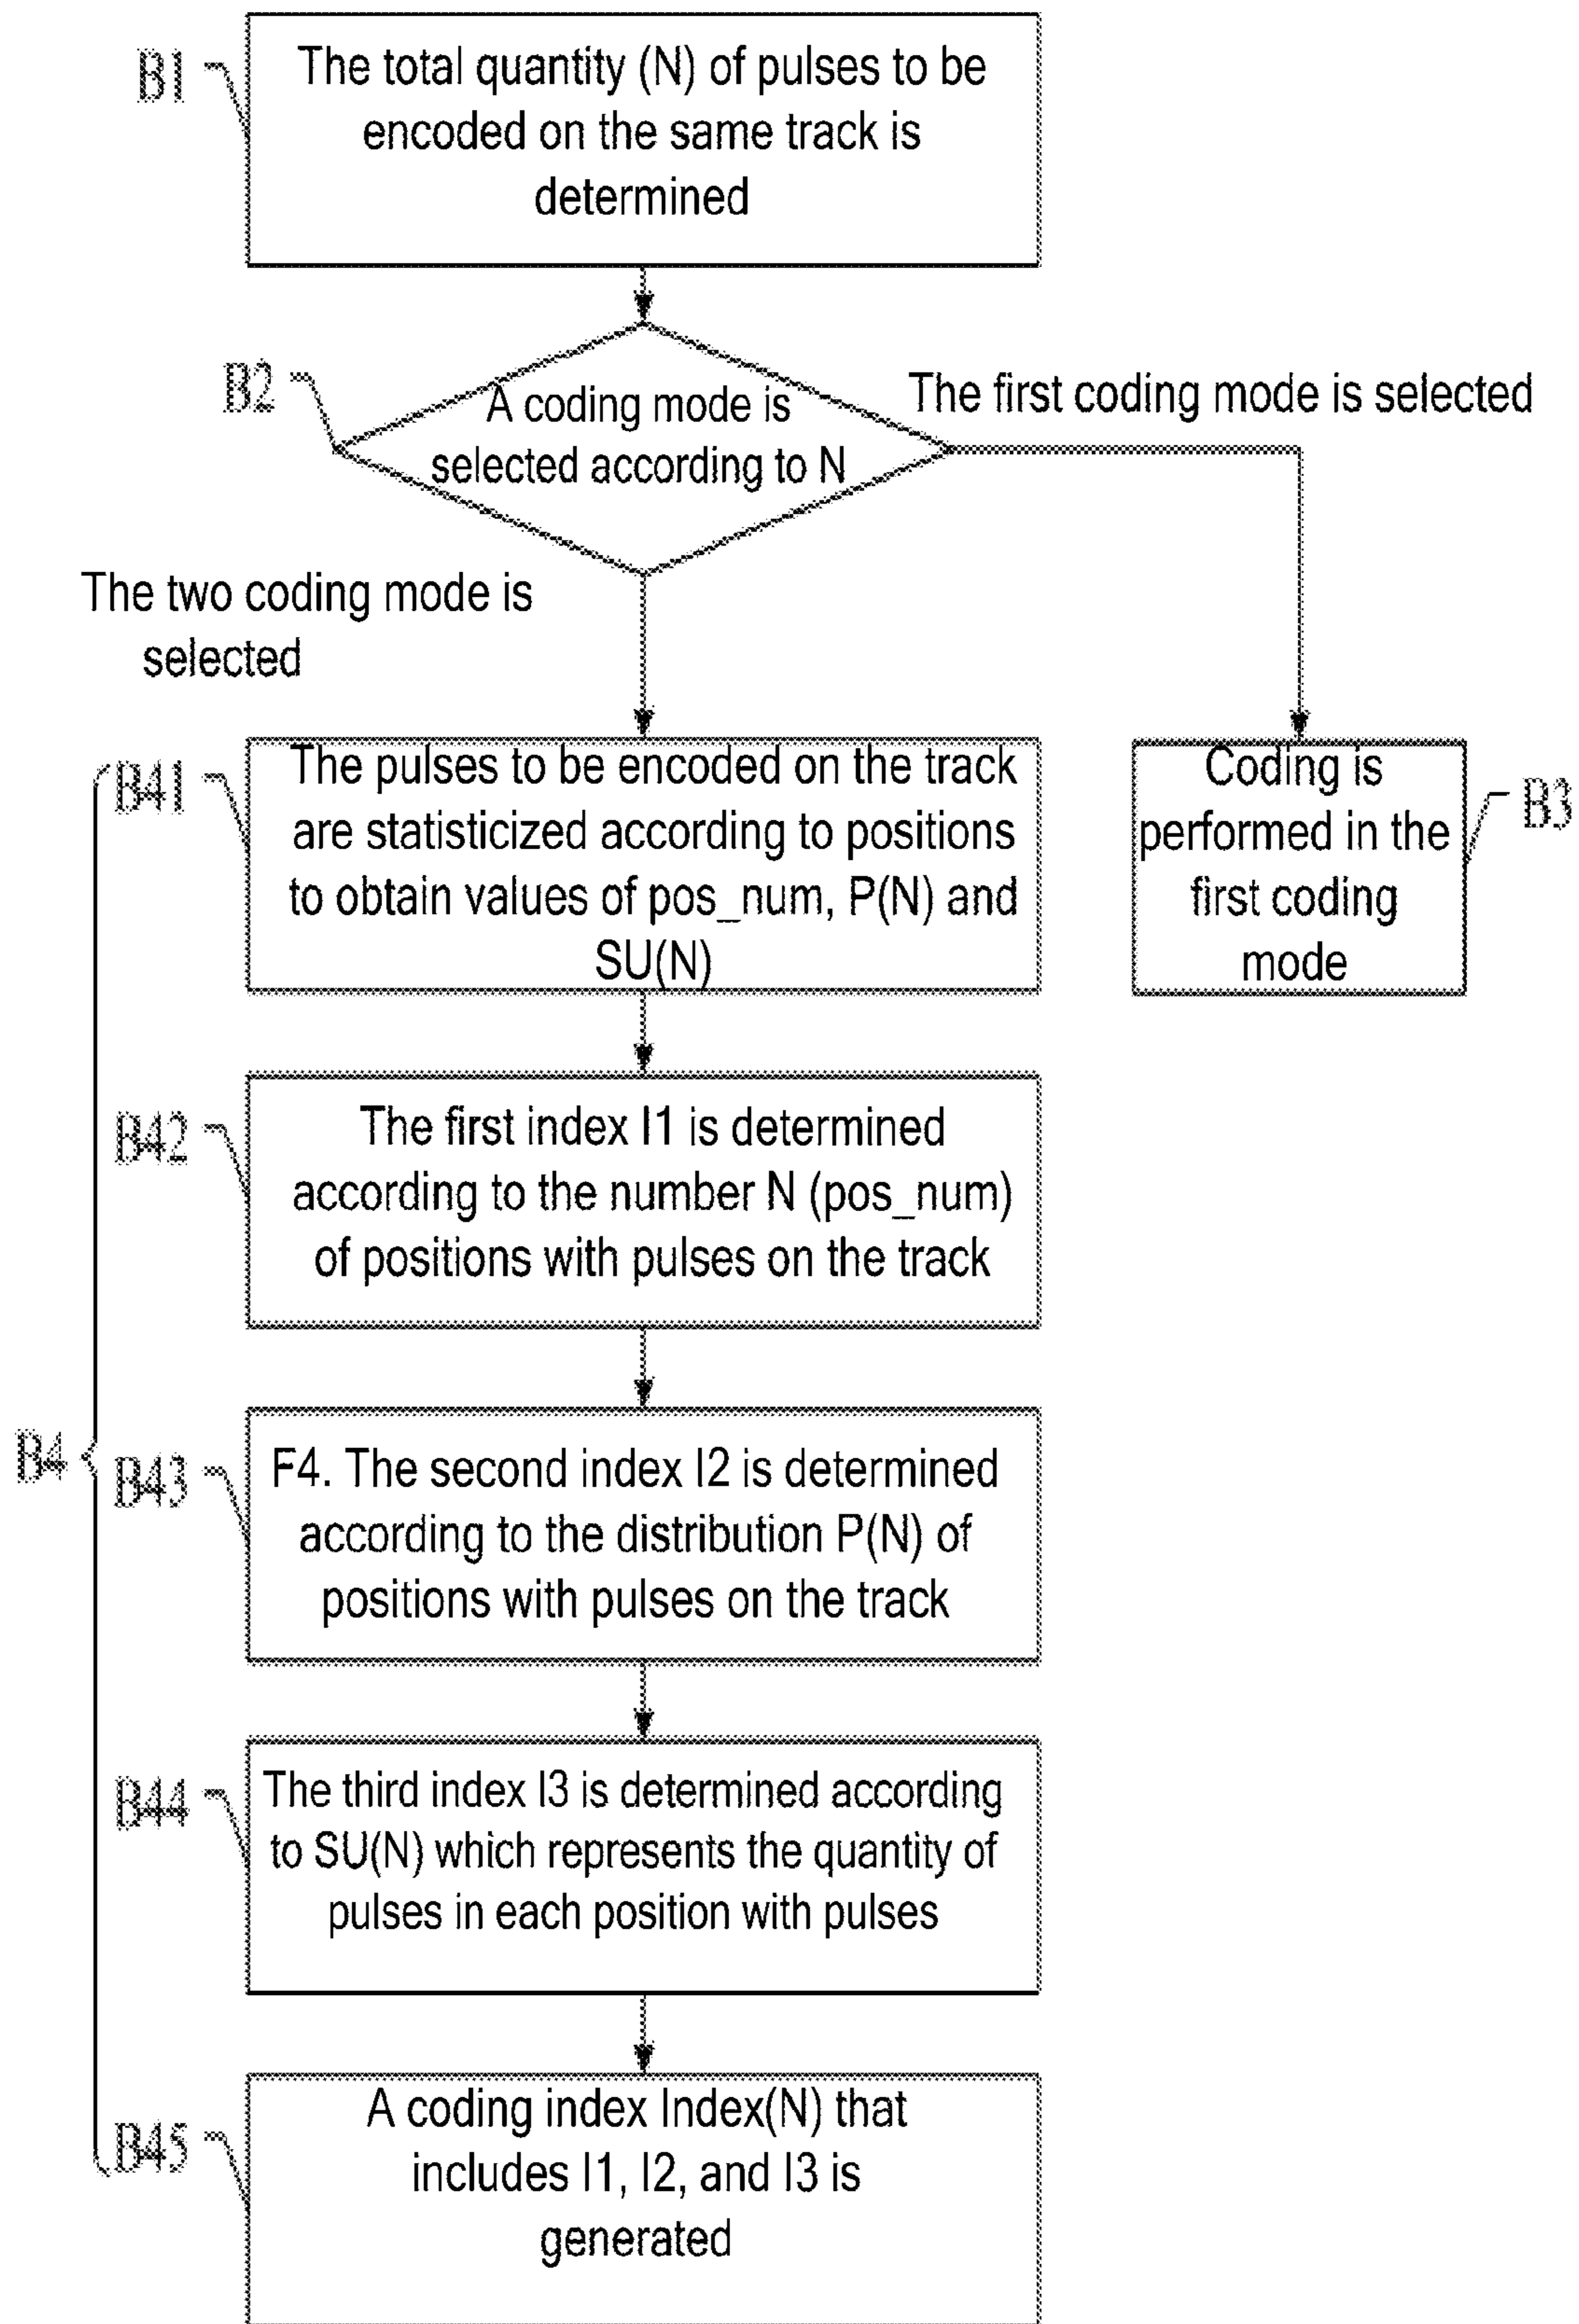 B1
The total quantity (N) of pulses to be
encoded on the same track is
determined
B2
A coding mode is
selected according to N
The first coding mode is selected
The two coding mode is
selected
B41
The pulses to be encoded on the track
are statisticized according to positions
to obtain values of pos_num, P(N) and
SU(N)
Coding is
performed in the
first coding
mode
B3
B42
The first index I1 is determined
according to the number N (pos_num)
of positions with pulses on the track
B4
B43
F4. The second index I2 is determined
according to the distribution P(N) of
positions with pulses on the track
B44
The third index I3 is determined according
to SU(N) which represents the quantity of
pulses in each position with pulses
B45
A coding index Index(N) that
includes I1, I2, and I3 is
generated